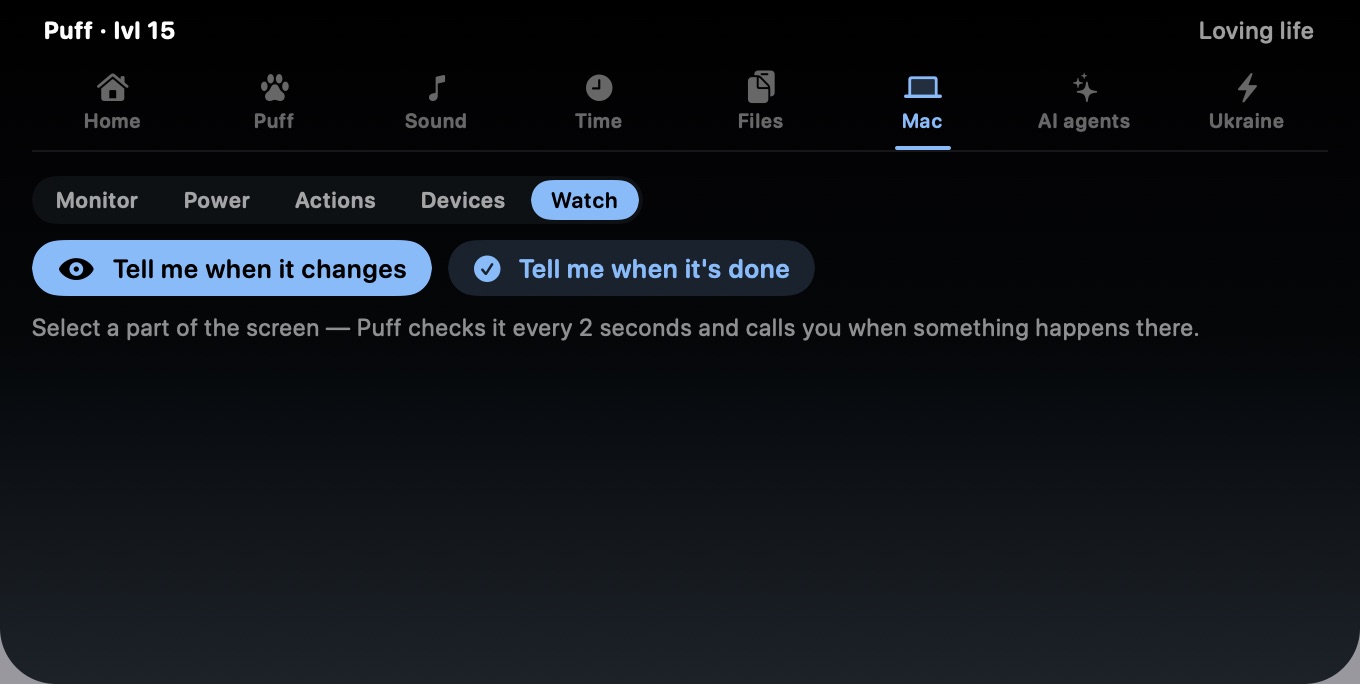 Puff · lvl 15
Loving life
Home
Puff
Sound
Time
Files
Mac
AI agents
Ukraine
Monitor
Power
Actions
Devices
Watch
Tell me when it changes
Tell me when it's done
Select a part of the screen — Puff checks it every 2 seconds and calls you when something happens there.